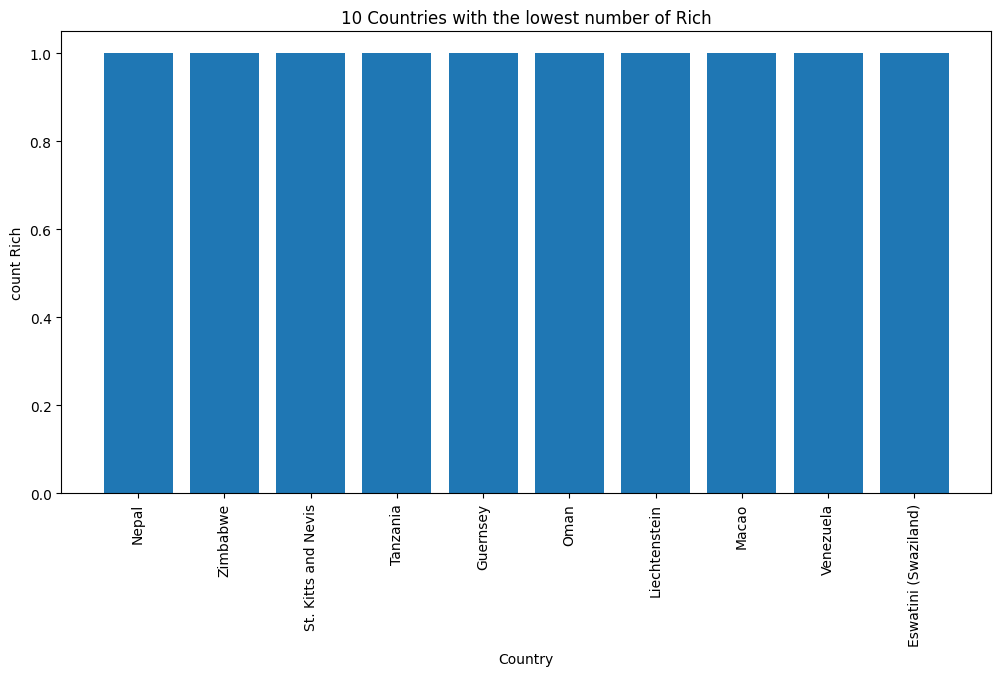 10 Countries with the lowest number of Rich
count Rich
1.0
0.8
0.6
0.4
0.2
0.0
Nepal
Zimbabwe
St. Kitts and Nevis
Tanzania
Guernsey
Oman
Liechtenstein
Macao
Venezuela
Eswatini (Swaziland)
Country